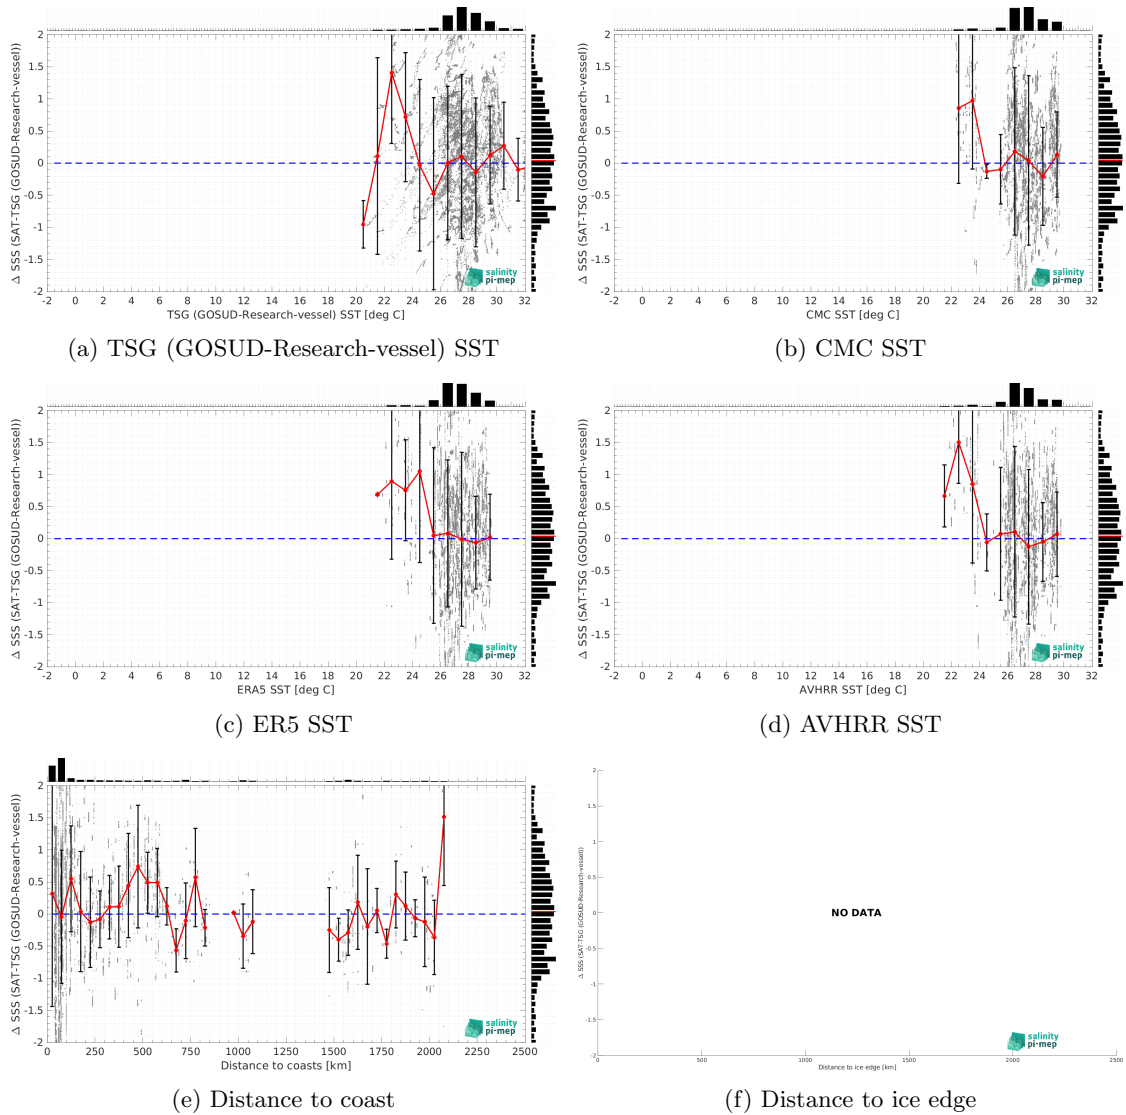 2
1.5
1
0.5
0
-0.5
-1
-1.5
-2
Δ SSS (SAT-TSG (GOSUD-Research-vessel))
salinity
pi-mep
-2 0 2 4 6 8 10 12 14 16 18 20 22 24 26 28 30 32
TSG (GOSUD-Research-vessel) SST [deg C]
(a) TSG (GOSUD-Research-vessel) SST
2
1.5
1
0.5
0
-0.5
-1
-1.5
-2
Δ SSS (SAT-TSG (GOSUD-Research-vessel))
salinity
pi-mep
-2 0 2 4 6 8 10 12 14 16 18 20 22 24 26 28 30 32
CMC SST [deg C]
(b) CMC SST
2
1.5
1
0.5
0
-0.5
-1
-1.5
-2
Δ SSS (SAT-TSG (GOSUD-Research-vessel))
salinity
pi-mep
-2 0 2 4 6 8 10 12 14 16 18 20 22 24 26 28 30 32
ERA5 SST [deg C]
(c) ER5 SST
2
1.5
1
0.5
0
-0.5
-1
-1.5
-2
Δ SSS (SAT-TSG (GOSUD-Research-vessel))
salinity
pi-mep
-2 0 2 4 6 8 10 12 14 16 18 20 22 24 26 28 30 32
AVHRR SST [deg C]
(d) AVHRR SST
2
1.5
1
0.5
0
-0.5
-1
-1.5
-2
Δ SSS (SAT-TSG (GOSUD-Research-vessel))
salinity
pi-mep
0 250 500 750 1000 1250 1500 1750 2000 2250 2500
Distance to coasts [km]
(e) Distance to coast
2
1.5
1
0.5
0
-0.5
-1
-1.5
-2
Δ SSS (SAT-TSG (GOSUD-Research-vessel))
NO DATA
salinity
pi-mep
0 500 1000 1500 2000 2500
Distance to ice edge [km]
(f) Distance to ice edge